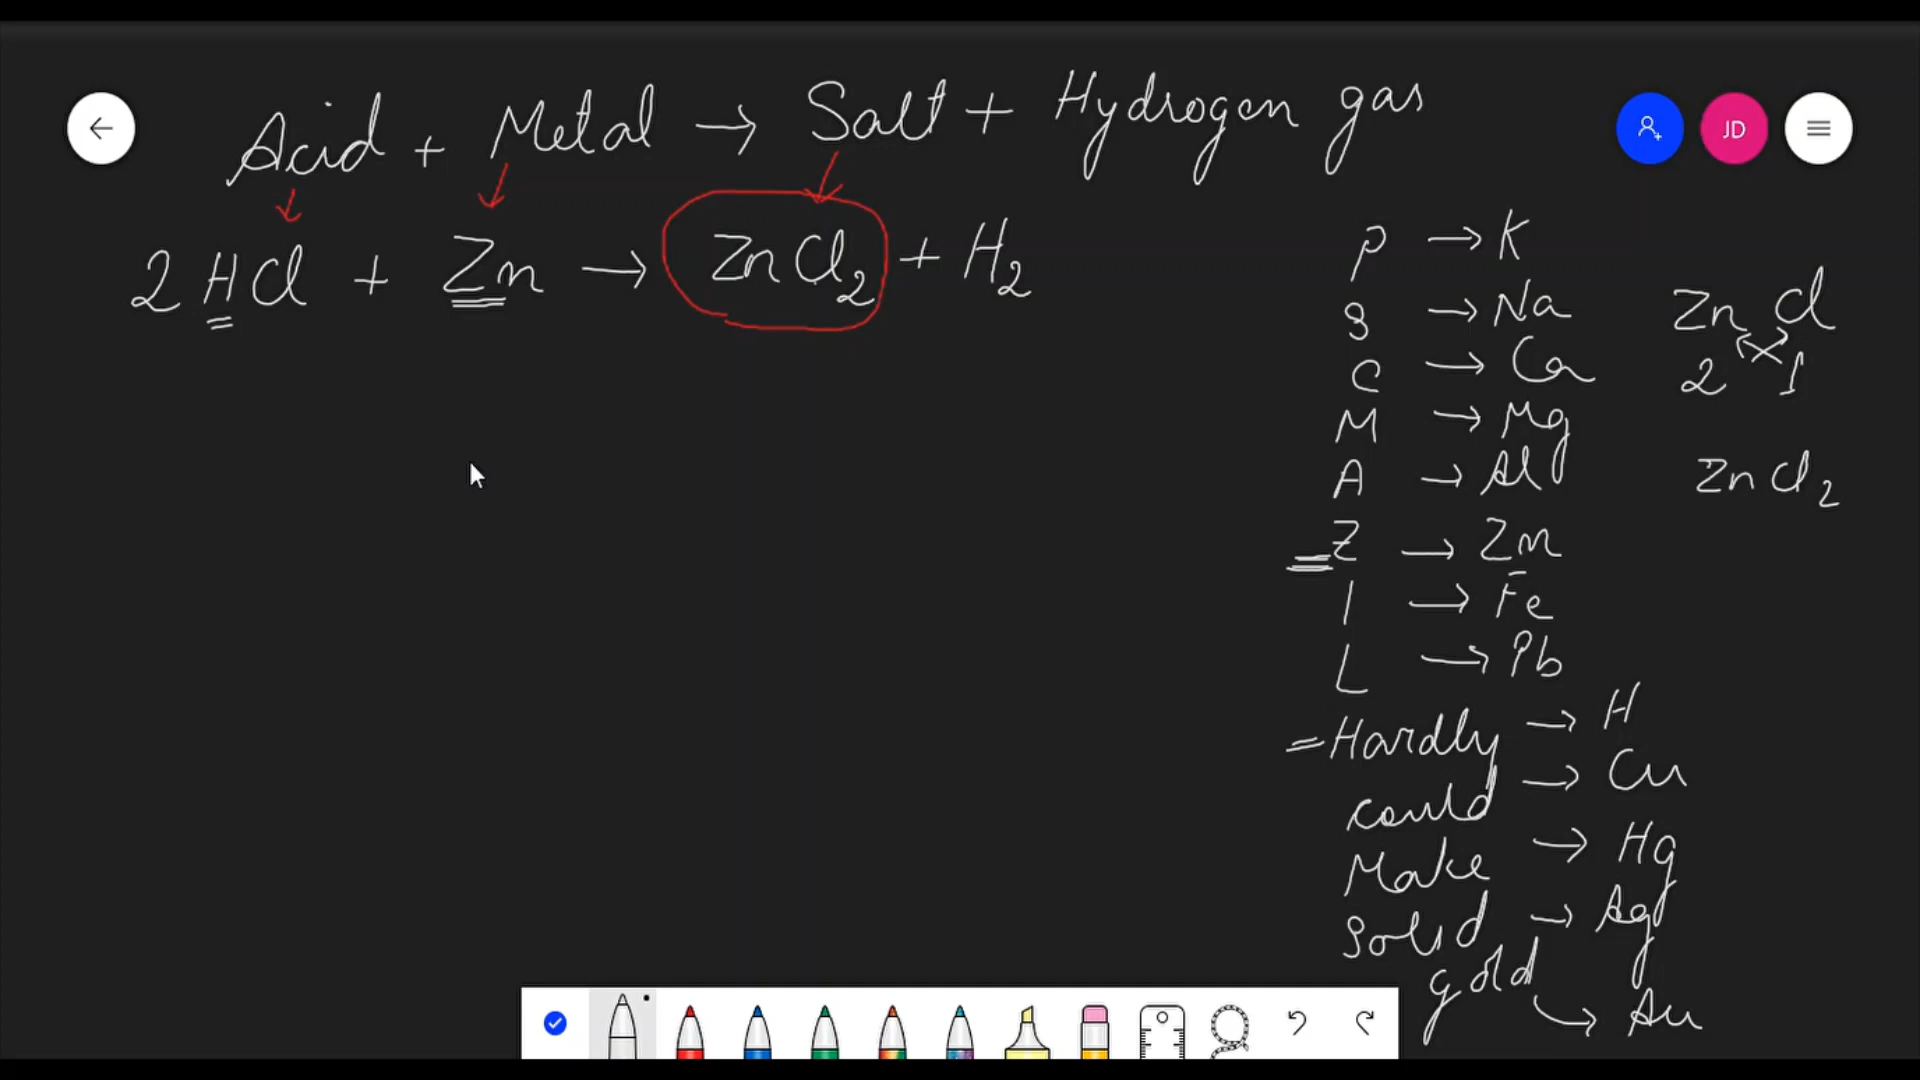 Acid + Metal → Salt + Hydrogen gas
2HCl + Zn → ZnCl₂ + H₂
JD
P → K
S → Na
C → Ca
M → Mg
A → Al
Z → Zn
I → Fe
L → Pb
Hardly → H
could → Cu
Make → Hg
Solid → Ag
gold → Au
Zn Cl
2 1
ZnCl₂